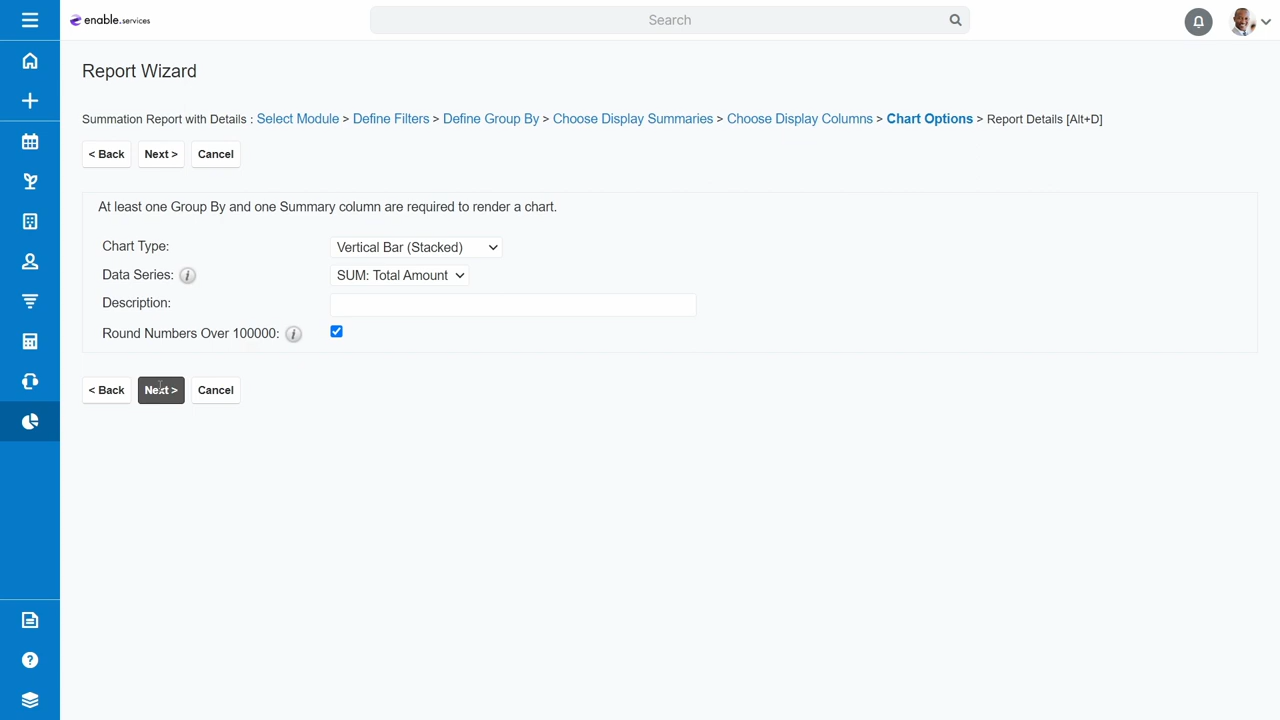 enable.services
Search
Report Wizard
Summation Report with Details : Select Module > Define Filters > Define Group By > Choose Display Summaries > Choose Display Columns > Chart Options > Report Details [Alt+D]
< Back Next > Cancel
At least one Group By and one Summary column are required to render a chart.
Chart Type: Vertical Bar (Stacked)
Data Series: i SUM: Total Amount
Description:
Round Numbers Over 100000: i
< Back Next > Cancel